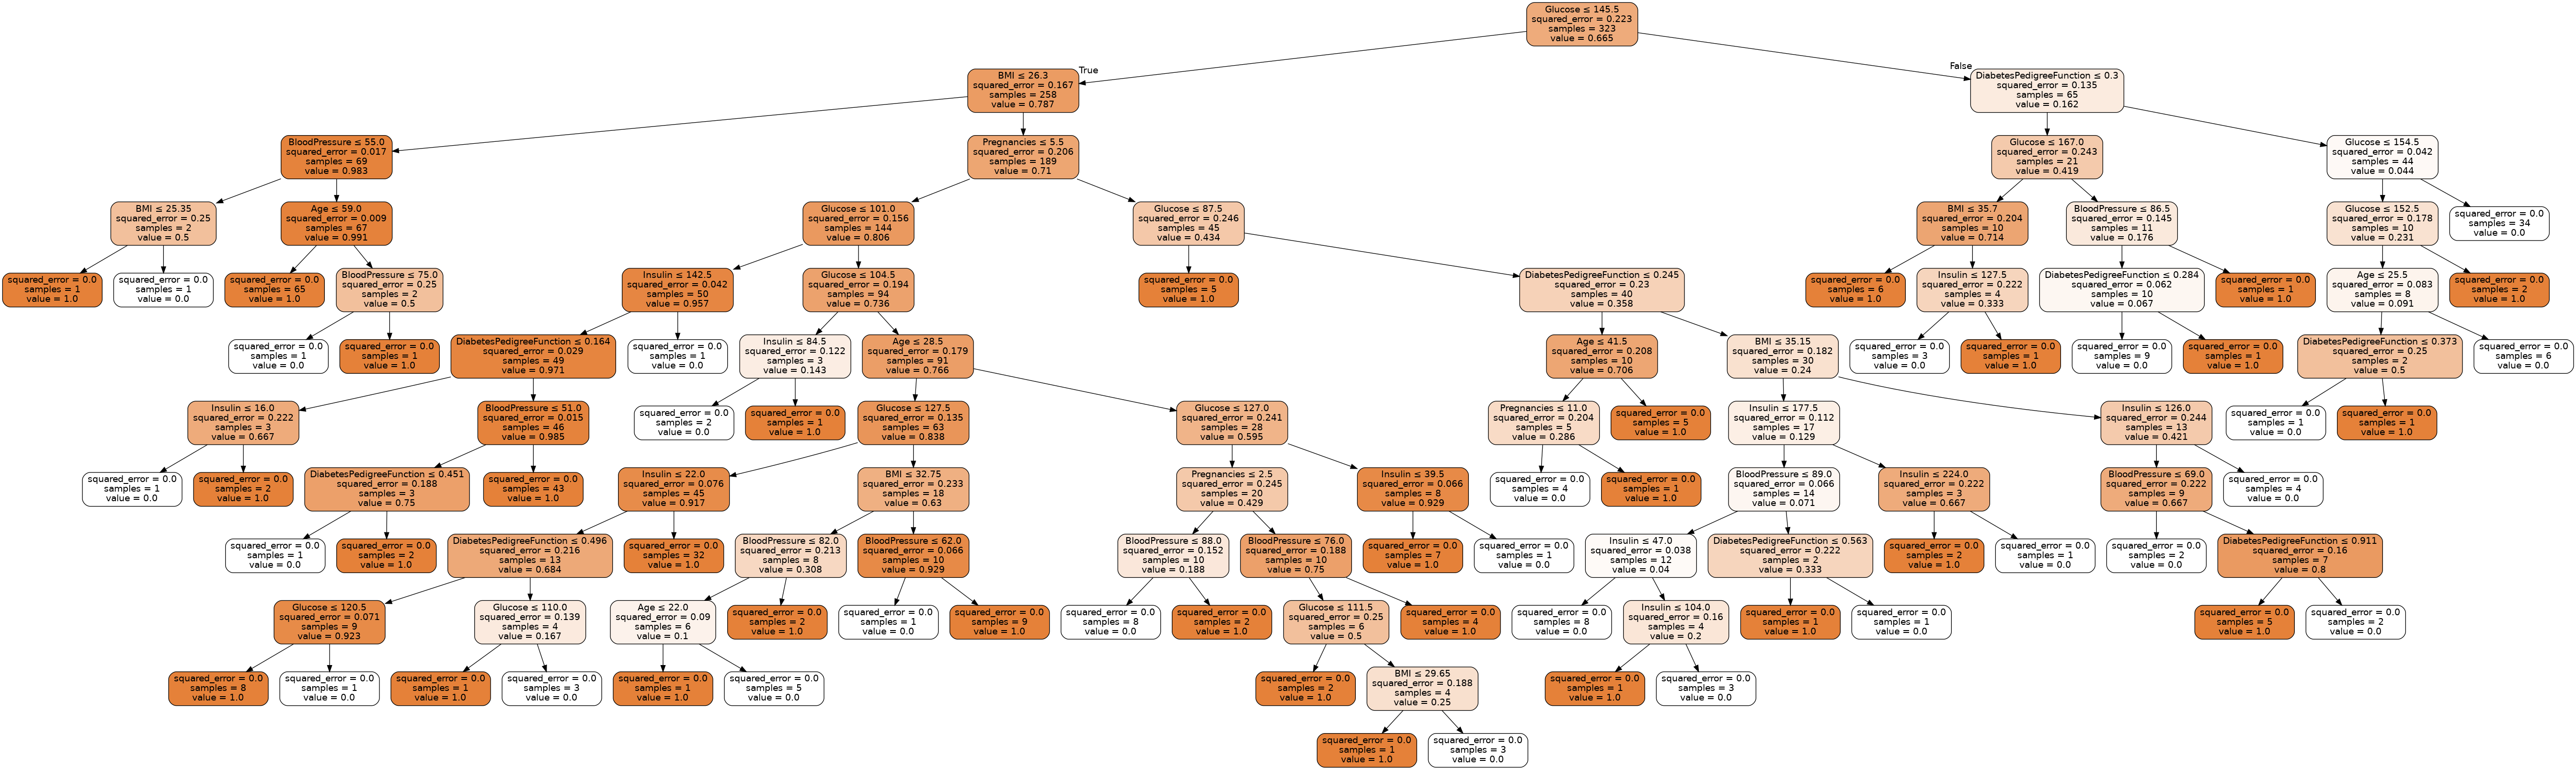 Glucose ≤ 145.5
squared_error = 0.223
samples = 323
value = 0.665
True
False
BMI ≤ 26.3
squared_error = 0.167
samples = 258
value = 0.787
DiabetesPedigreeFunction ≤ 0.3
squared_error = 0.135
samples = 65
value = 0.162
BloodPressure ≤ 55.0
squared_error = 0.017
samples = 69
value = 0.983
Pregnancies ≤ 5.5
squared_error = 0.206
samples = 189
value = 0.71
Glucose ≤ 167.0
squared_error = 0.243
samples = 21
value = 0.419
Glucose ≤ 154.5
squared_error = 0.042
samples = 44
value = 0.044
BMI ≤ 25.35
squared_error = 0.25
samples = 2
value = 0.5
Age ≤ 59.0
squared_error = 0.009
samples = 67
value = 0.991
Glucose ≤ 101.0
squared_error = 0.156
samples = 144
value = 0.806
Glucose ≤ 87.5
squared_error = 0.246
samples = 45
value = 0.434
BMI ≤ 35.7
squared_error = 0.204
samples = 10
value = 0.714
BloodPressure ≤ 86.5
squared_error = 0.145
samples = 11
value = 0.176
Glucose ≤ 152.5
squared_error = 0.178
samples = 10
value = 0.231
squared_error = 0.0
samples = 34
value = 0.0
squared_error = 0.0
samples = 1
value = 1.0
squared_error = 0.0
samples = 1
value = 0.0
squared_error = 0.0
samples = 65
value = 1.0
BloodPressure ≤ 75.0
squared_error = 0.25
samples = 2
value = 0.5
Insulin ≤ 142.5
squared_error = 0.042
samples = 50
value = 0.957
Glucose ≤ 104.5
squared_error = 0.194
samples = 94
value = 0.736
squared_error = 0.0
samples = 5
value = 1.0
DiabetesPedigreeFunction ≤ 0.245
squared_error = 0.23
samples = 40
value = 0.358
squared_error = 0.0
samples = 6
value = 1.0
Insulin ≤ 127.5
squared_error = 0.222
samples = 4
value = 0.333
DiabetesPedigreeFunction ≤ 0.284
squared_error = 0.062
samples = 10
value = 0.067
squared_error = 0.0
samples = 1
value = 1.0
Age ≤ 25.5
squared_error = 0.083
samples = 8
value = 0.091
squared_error = 0.0
samples = 2
value = 1.0
squared_error = 0.0
samples = 1
value = 0.0
squared_error = 0.0
samples = 1
value = 1.0
DiabetesPedigreeFunction ≤ 0.164
squared_error = 0.029
samples = 49
value = 0.971
squared_error = 0.0
samples = 1
value = 0.0
Insulin ≤ 84.5
squared_error = 0.122
samples = 3
value = 0.143
Age ≤ 28.5
squared_error = 0.179
samples = 91
value = 0.766
Age ≤ 41.5
squared_error = 0.208
samples = 10
value = 0.706
BMI ≤ 35.15
squared_error = 0.182
samples = 30
value = 0.24
squared_error = 0.0
samples = 3
value = 0.0
squared_error = 0.0
samples = 1
value = 1.0
squared_error = 0.0
samples = 9
value = 0.0
squared_error = 0.0
samples = 1
value = 1.0
DiabetesPedigreeFunction ≤ 0.373
squared_error = 0.25
samples = 2
value = 0.5
squared_error = 0.0
samples = 6
value = 0.0
Insulin ≤ 16.0
squared_error = 0.222
samples = 3
value = 0.667
BloodPressure ≤ 51.0
squared_error = 0.015
samples = 46
value = 0.985
squared_error = 0.0
samples = 2
value = 0.0
squared_error = 0.0
samples = 1
value = 1.0
Glucose ≤ 127.5
squared_error = 0.135
samples = 63
value = 0.838
Glucose ≤ 127.0
squared_error = 0.241
samples = 28
value = 0.595
Pregnancies ≤ 11.0
squared_error = 0.204
samples = 5
value = 0.286
squared_error = 0.0
samples = 5
value = 1.0
Insulin ≤ 177.5
squared_error = 0.112
samples = 17
value = 0.129
Insulin ≤ 126.0
squared_error = 0.244
samples = 13
value = 0.421
squared_error = 0.0
samples = 1
value = 0.0
squared_error = 0.0
samples = 1
value = 1.0
squared_error = 0.0
samples = 1
value = 0.0
squared_error = 0.0
samples = 2
value = 1.0
DiabetesPedigreeFunction ≤ 0.451
squared_error = 0.188
samples = 3
value = 0.75
squared_error = 0.0
samples = 43
value = 1.0
Insulin ≤ 22.0
squared_error = 0.076
samples = 45
value = 0.917
BMI ≤ 32.75
squared_error = 0.233
samples = 18
value = 0.63
Pregnancies ≤ 2.5
squared_error = 0.245
samples = 20
value = 0.429
Insulin ≤ 39.5
squared_error = 0.066
samples = 8
value = 0.929
squared_error = 0.0
samples = 4
value = 0.0
squared_error = 0.0
samples = 1
value = 1.0
BloodPressure ≤ 89.0
squared_error = 0.066
samples = 14
value = 0.071
Insulin ≤ 224.0
squared_error = 0.222
samples = 3
value = 0.667
BloodPressure ≤ 69.0
squared_error = 0.222
samples = 9
value = 0.667
squared_error = 0.0
samples = 4
value = 0.0
squared_error = 0.0
samples = 1
value = 0.0
squared_error = 0.0
samples = 2
value = 1.0
DiabetesPedigreeFunction ≤ 0.496
squared_error = 0.216
samples = 13
value = 0.684
squared_error = 0.0
samples = 32
value = 1.0
BloodPressure ≤ 82.0
squared_error = 0.213
samples = 8
value = 0.308
BloodPressure ≤ 62.0
squared_error = 0.066
samples = 10
value = 0.929
BloodPressure ≤ 88.0
squared_error = 0.152
samples = 10
value = 0.188
BloodPressure ≤ 76.0
squared_error = 0.188
samples = 10
value = 0.75
squared_error = 0.0
samples = 7
value = 1.0
squared_error = 0.0
samples = 1
value = 0.0
Insulin ≤ 47.0
squared_error = 0.038
samples = 12
value = 0.04
DiabetesPedigreeFunction ≤ 0.563
squared_error = 0.222
samples = 2
value = 0.333
squared_error = 0.0
samples = 2
value = 1.0
squared_error = 0.0
samples = 1
value = 0.0
squared_error = 0.0
samples = 2
value = 0.0
DiabetesPedigreeFunction ≤ 0.911
squared_error = 0.16
samples = 7
value = 0.8
Glucose ≤ 120.5
squared_error = 0.071
samples = 9
value = 0.923
Glucose ≤ 110.0
squared_error = 0.139
samples = 4
value = 0.167
Age ≤ 22.0
squared_error = 0.09
samples = 6
value = 0.1
squared_error = 0.0
samples = 2
value = 1.0
squared_error = 0.0
samples = 1
value = 0.0
squared_error = 0.0
samples = 9
value = 1.0
squared_error = 0.0
samples = 8
value = 0.0
squared_error = 0.0
samples = 2
value = 1.0
Glucose ≤ 111.5
squared_error = 0.25
samples = 6
value = 0.5
squared_error = 0.0
samples = 4
value = 1.0
squared_error = 0.0
samples = 8
value = 0.0
Insulin ≤ 104.0
squared_error = 0.16
samples = 4
value = 0.2
squared_error = 0.0
samples = 1
value = 1.0
squared_error = 0.0
samples = 1
value = 0.0
squared_error = 0.0
samples = 5
value = 1.0
squared_error = 0.0
samples = 2
value = 0.0
squared_error = 0.0
samples = 8
value = 1.0
squared_error = 0.0
samples = 1
value = 0.0
squared_error = 0.0
samples = 1
value = 1.0
squared_error = 0.0
samples = 3
value = 0.0
squared_error = 0.0
samples = 1
value = 1.0
squared_error = 0.0
samples = 5
value = 0.0
squared_error = 0.0
samples = 2
value = 1.0
BMI ≤ 29.65
squared_error = 0.188
samples = 4
value = 0.25
squared_error = 0.0
samples = 1
value = 1.0
squared_error = 0.0
samples = 3
value = 0.0
squared_error = 0.0
samples = 1
value = 1.0
squared_error = 0.0
samples = 3
value = 0.0